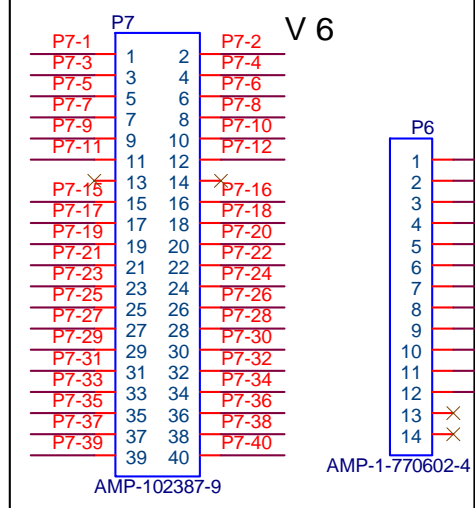 V 6
P7
P7-1 1 2 P7-2
P7-3 3 4 P7-4
P7-5 5 6 P7-6
P7-7 7 8 P7-8
P7-9 9 10 P7-10
P7-11 11 12 P7-12
13 14
P7-15 15 16 P7-16
P7-17 17 18 P7-18
P7-19 19 20 P7-20
P7-21 21 22 P7-22
P7-23 23 24 P7-24
P7-25 25 26 P7-26
P7-27 27 28 P7-28
P7-29 29 30 P7-30
P7-31 31 32 P7-32
P7-33 33 34 P7-34
P7-35 35 36 P7-36
P7-37 37 38 P7-38
P7-39 39 40 P7-40
AMP-102387-9
P6
1
2
3
4
5
6
7
8
9
10
11
12
13
14
AMP-1-770602-4